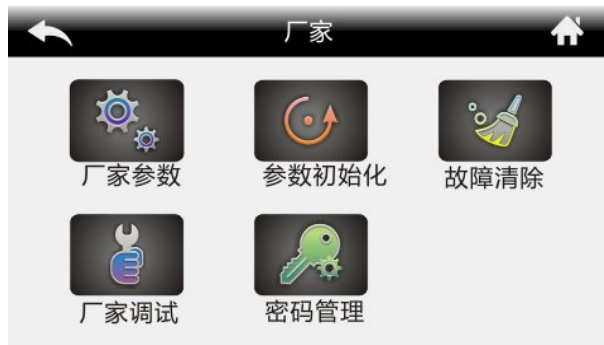 厂家
厂家参数
参数初始化
故障清除
厂家调试
密码管理